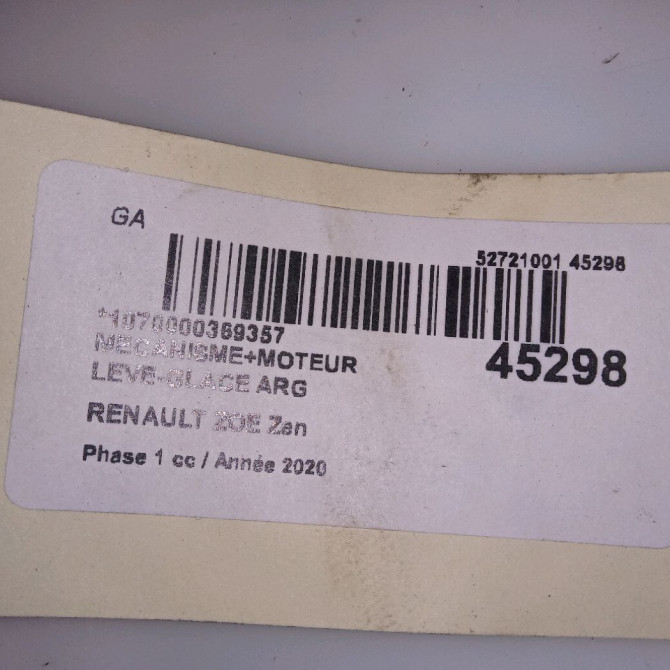 GA
52721001 45298
*1070000369357
45298
MECANISME+MOTEUR
LEVE-GLACE ARG
RENAULT ZOE Zen
Phase 1 cc / Année 2020